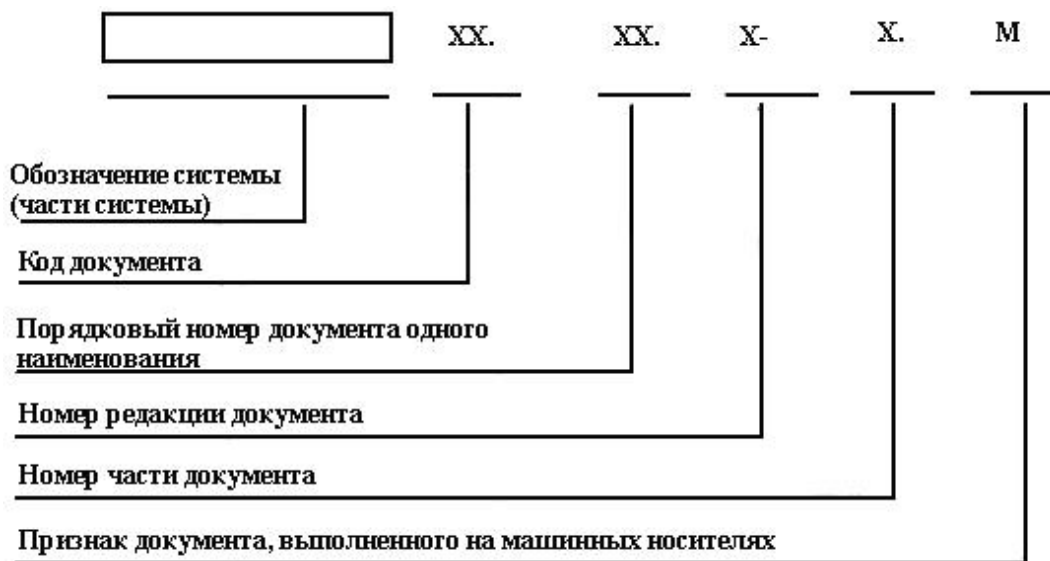 XX. XX. X- X. М
Обозначение системы
(части системы)
Код документа
Порядковый номер документа одного
наименования
Номер редакции документа
Номер части документа
Признак документа, выполненного на машинных носителях